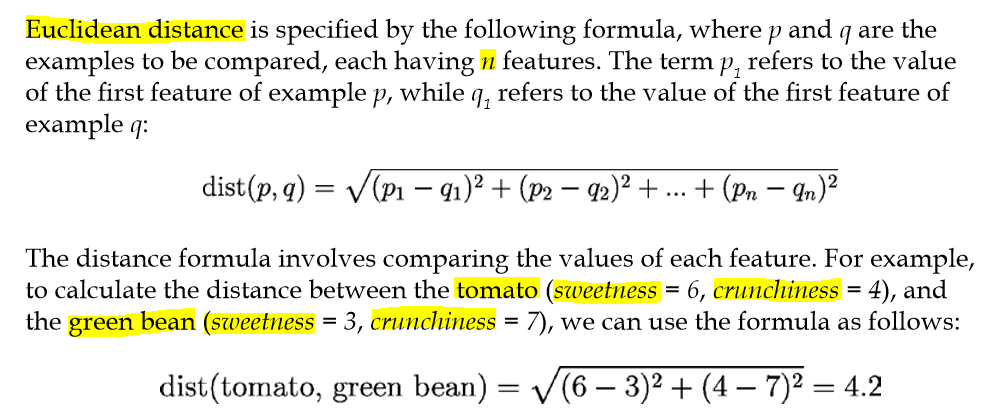 Euclidean distance is specified by the following formula, where p and q are the
examples to be compared, each having n features. The term p₁ refers to the value
of the first feature of example p, while q₁ refers to the value of the first feature of
example q:
dist(p, q) = √(p₁ − q₁)² + (p₂ − q₂)² + ... + (pₙ − qₙ)²
The distance formula involves comparing the values of each feature. For example,
to calculate the distance between the tomato (sweetness = 6, crunchiness = 4), and
the green bean (sweetness = 3, crunchiness = 7), we can use the formula as follows:
dist(tomato, green bean) = √(6 − 3)² + (4 − 7)² = 4.2